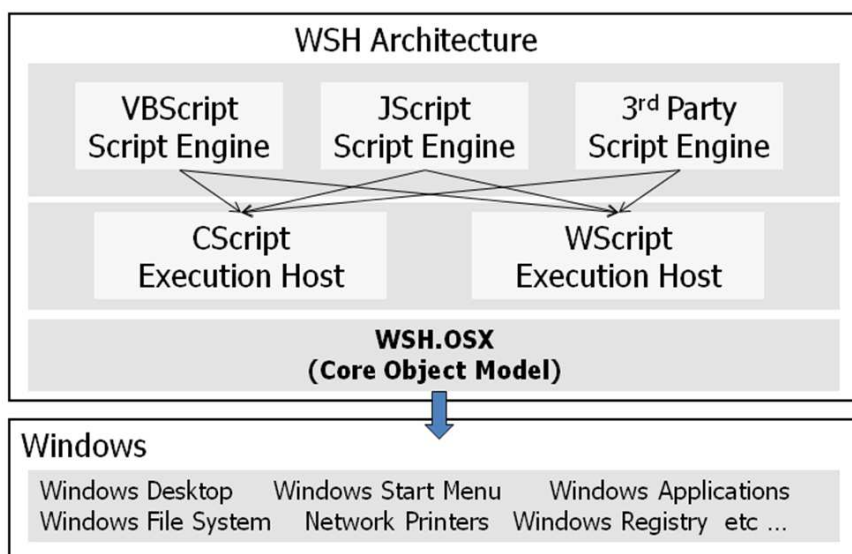 WSH Architecture
VBScript
Script Engine
JScript
Script Engine
3rd Party
Script Engine
CScript
Execution Host
WScript
Execution Host
WSH.OSX
(Core Object Model)
Windows
Windows Desktop Windows Start Menu Windows Applications
Windows File System Network Printers Windows Registry etc ...